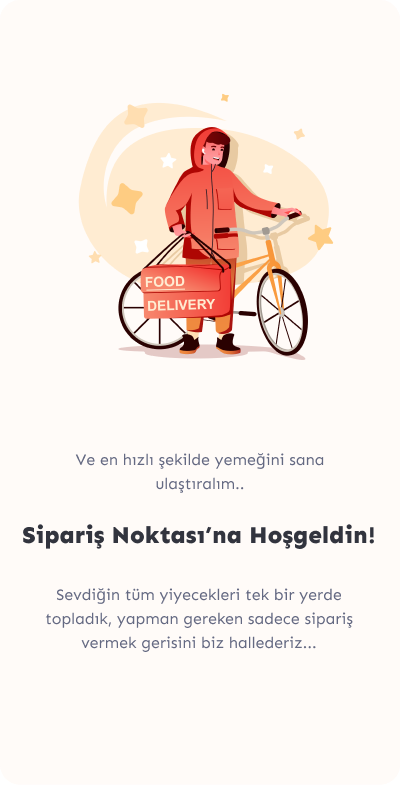 FOOD
DELIVERY
Ve en hızlı şekilde yemeğini sana
ulaştıralım..
Sipariş Noktası’na Hoşgeldin!
Sevdiğin tüm yiyecekleri tek bir yerde
topladık, yapman gereken sadece sipariş
vermek gerisini biz hallederiz...